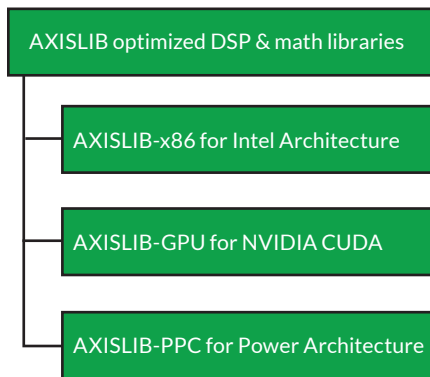 AXISLIB optimized DSP & math libraries
AXISLIB-x86 for Intel Architecture
AXISLIB-GPU for NVIDIA CUDA
AXISLIB-PPC for Power Architecture